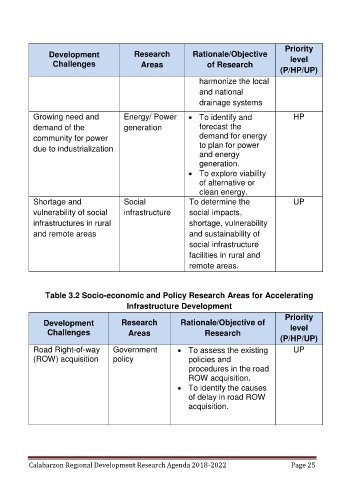 Development Challenges
Research Areas
Rationale/Objective of Research
Priority level (P/HP/UP)
harmonize the local
and national
drainage systems
Growing need and
demand of the
community for power
due to industrialization
Energy/ Power
generation
• To identify and
forecast the
demand for energy
to plan for power
and energy
generation.
• To explore viability
of alternative or
clean energy.
HP
Shortage and
vulnerability of social
infrastructures in rural
and remote areas
Social
infrastructure
To determine the
social impacts,
shortage, vulnerability
and sustainability of
social infrastructure
facilities in rural and
remote areas.
UP
Table 3.2 Socio-economic and Policy Research Areas for Accelerating
Infrastructure Development
Development
Challenges
Research
Areas
Rationale/Objective of
Research
Priority
level
(P/HP/UP)
Road Right-of-way
(ROW) acquisition
Government
policy
• To assess the existing
policies and
procedures in the road
ROW acquisition.
• To identify the causes
of delay in road ROW
acquisition.
UP
Calabarzon Regional Development Research Agenda 2018-2022 Page 25